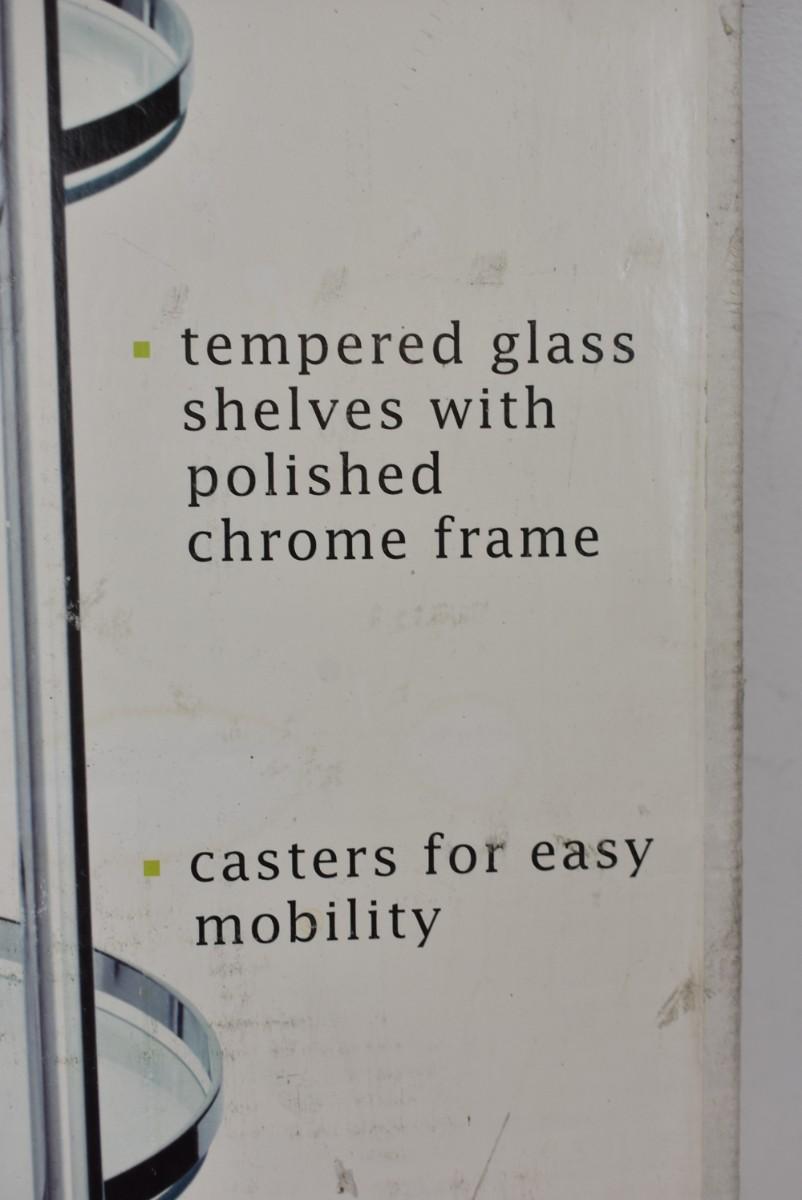 tempered glass
shelves with
polished
chrome frame
casters for easy
mobility